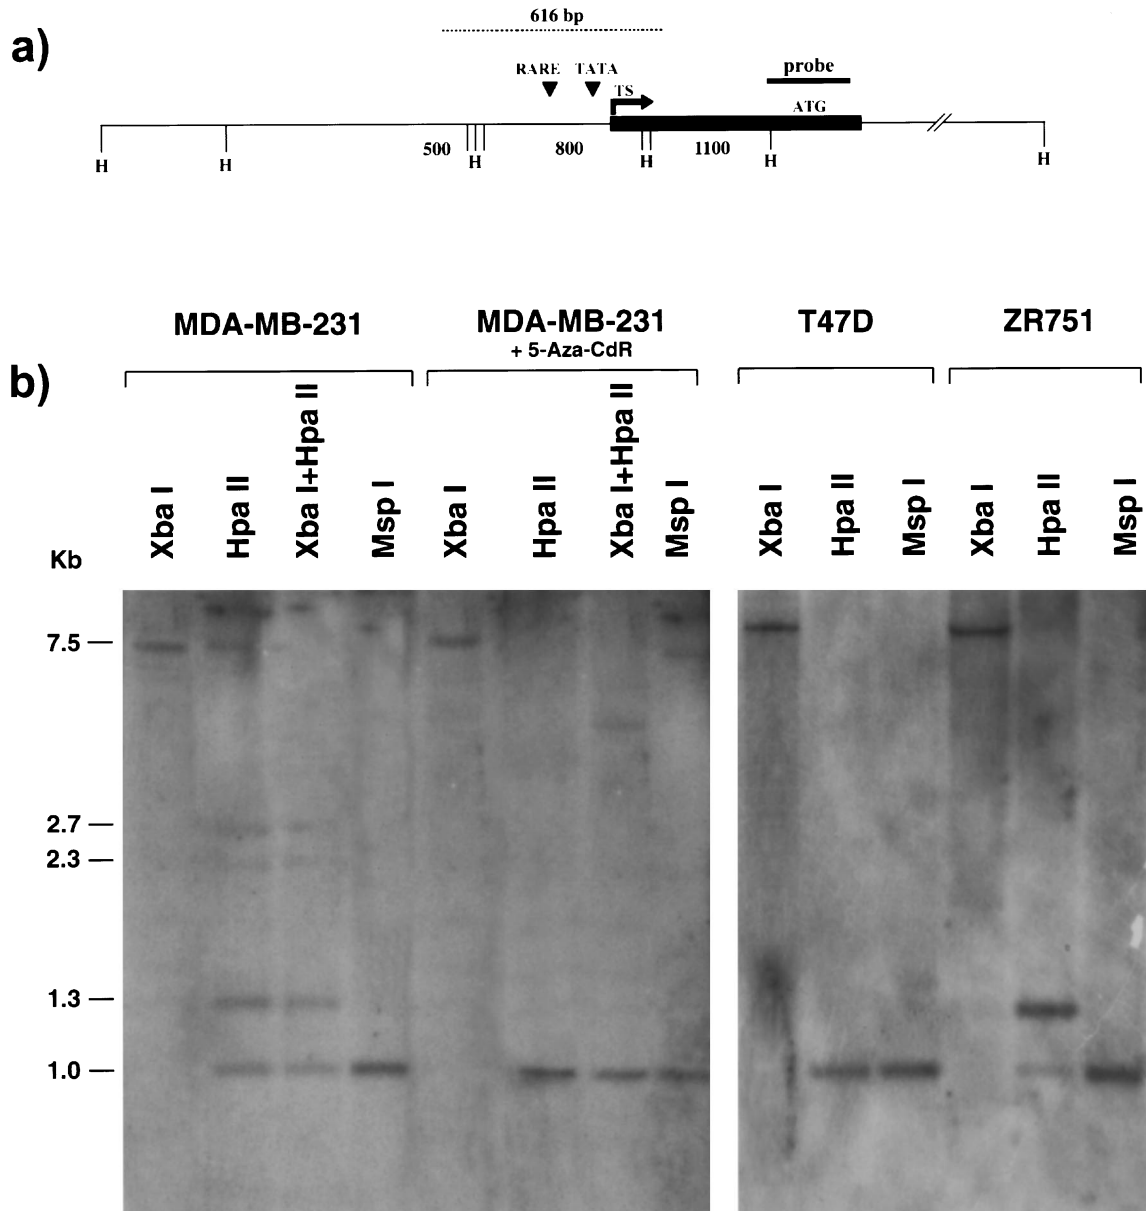 a)
616 bp
RARE TATA probe
TS ATG
500 800 1100
H H H H H H
MDA-MB-231 MDA-MB-231 T47D ZR751
+ 5-Aza-CdR
b)
Xba I Hpa II Xba I+Hpa II Msp I Xba I Hpa II Xba I+Hpa II Msp I Xba I Hpa II Msp I Xba I Hpa II Msp I
Kb
7.5
2.7
2.3
1.3
1.0